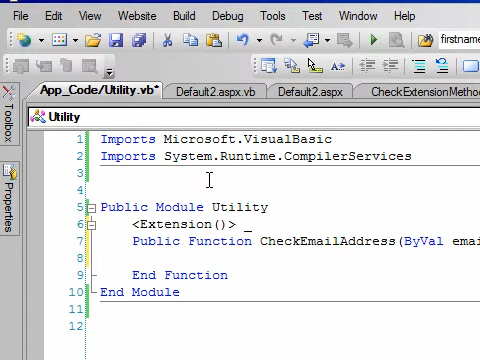 File Edit View Website Build Debug Tools Test Window Help
firstname
App_Code/Utility.vb* Default2.aspx.vb Default2.aspx CheckExtensionMetho
Utility
Toolbox
Properties
1 Imports Microsoft.VisualBasic
2 Imports System.Runtime.CompilerServices
3
4
5 Public Module Utility
6 <Extension()> _
7 Public Function CheckEmailAddress(ByVal emai
8
9 End Function
10 End Module
11
12